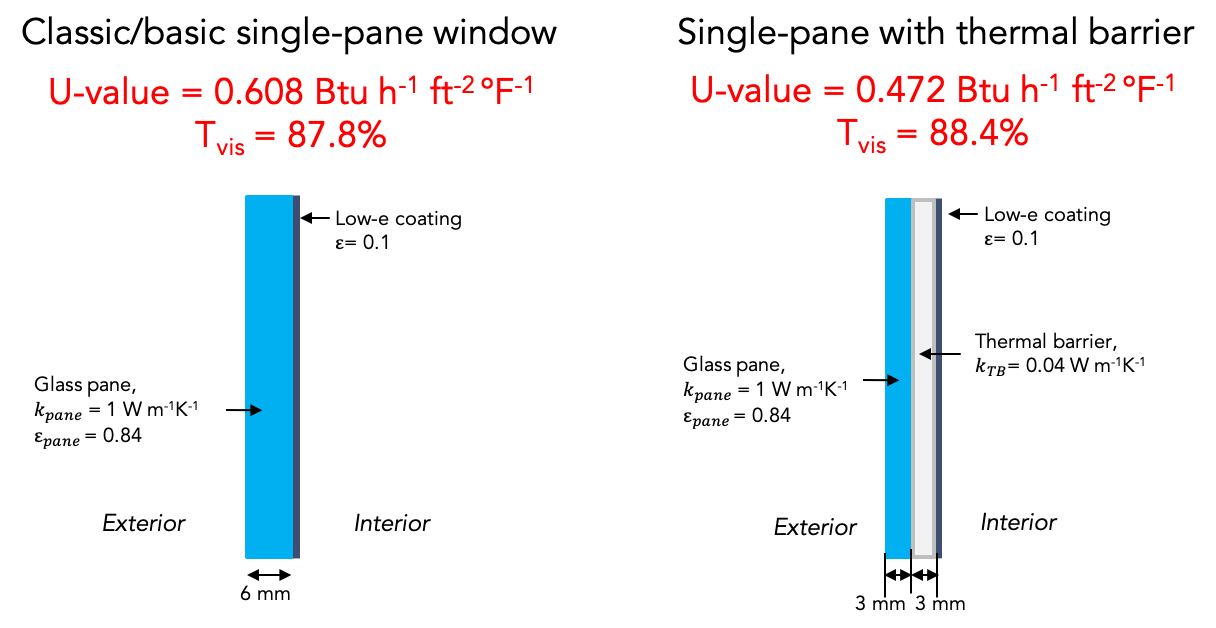 Classic/basic single-pane window
U-value = 0.608 Btu h⁻¹ ft⁻² °F⁻¹
Tvis = 87.8%
Low-e coating
ε= 0.1
Glass pane,
kpane = 1 W m⁻¹K⁻¹
εpane = 0.84
Exterior
Interior
6 mm
Single-pane with thermal barrier
U-value = 0.472 Btu h⁻¹ ft⁻² °F⁻¹
Tvis = 88.4%
Low-e coating
ε= 0.1
Thermal barrier,
kTB= 0.04 W m⁻¹K⁻¹
Glass pane,
kpane = 1 W m⁻¹K⁻¹
εpane = 0.84
Exterior
Interior
3 mm
3 mm